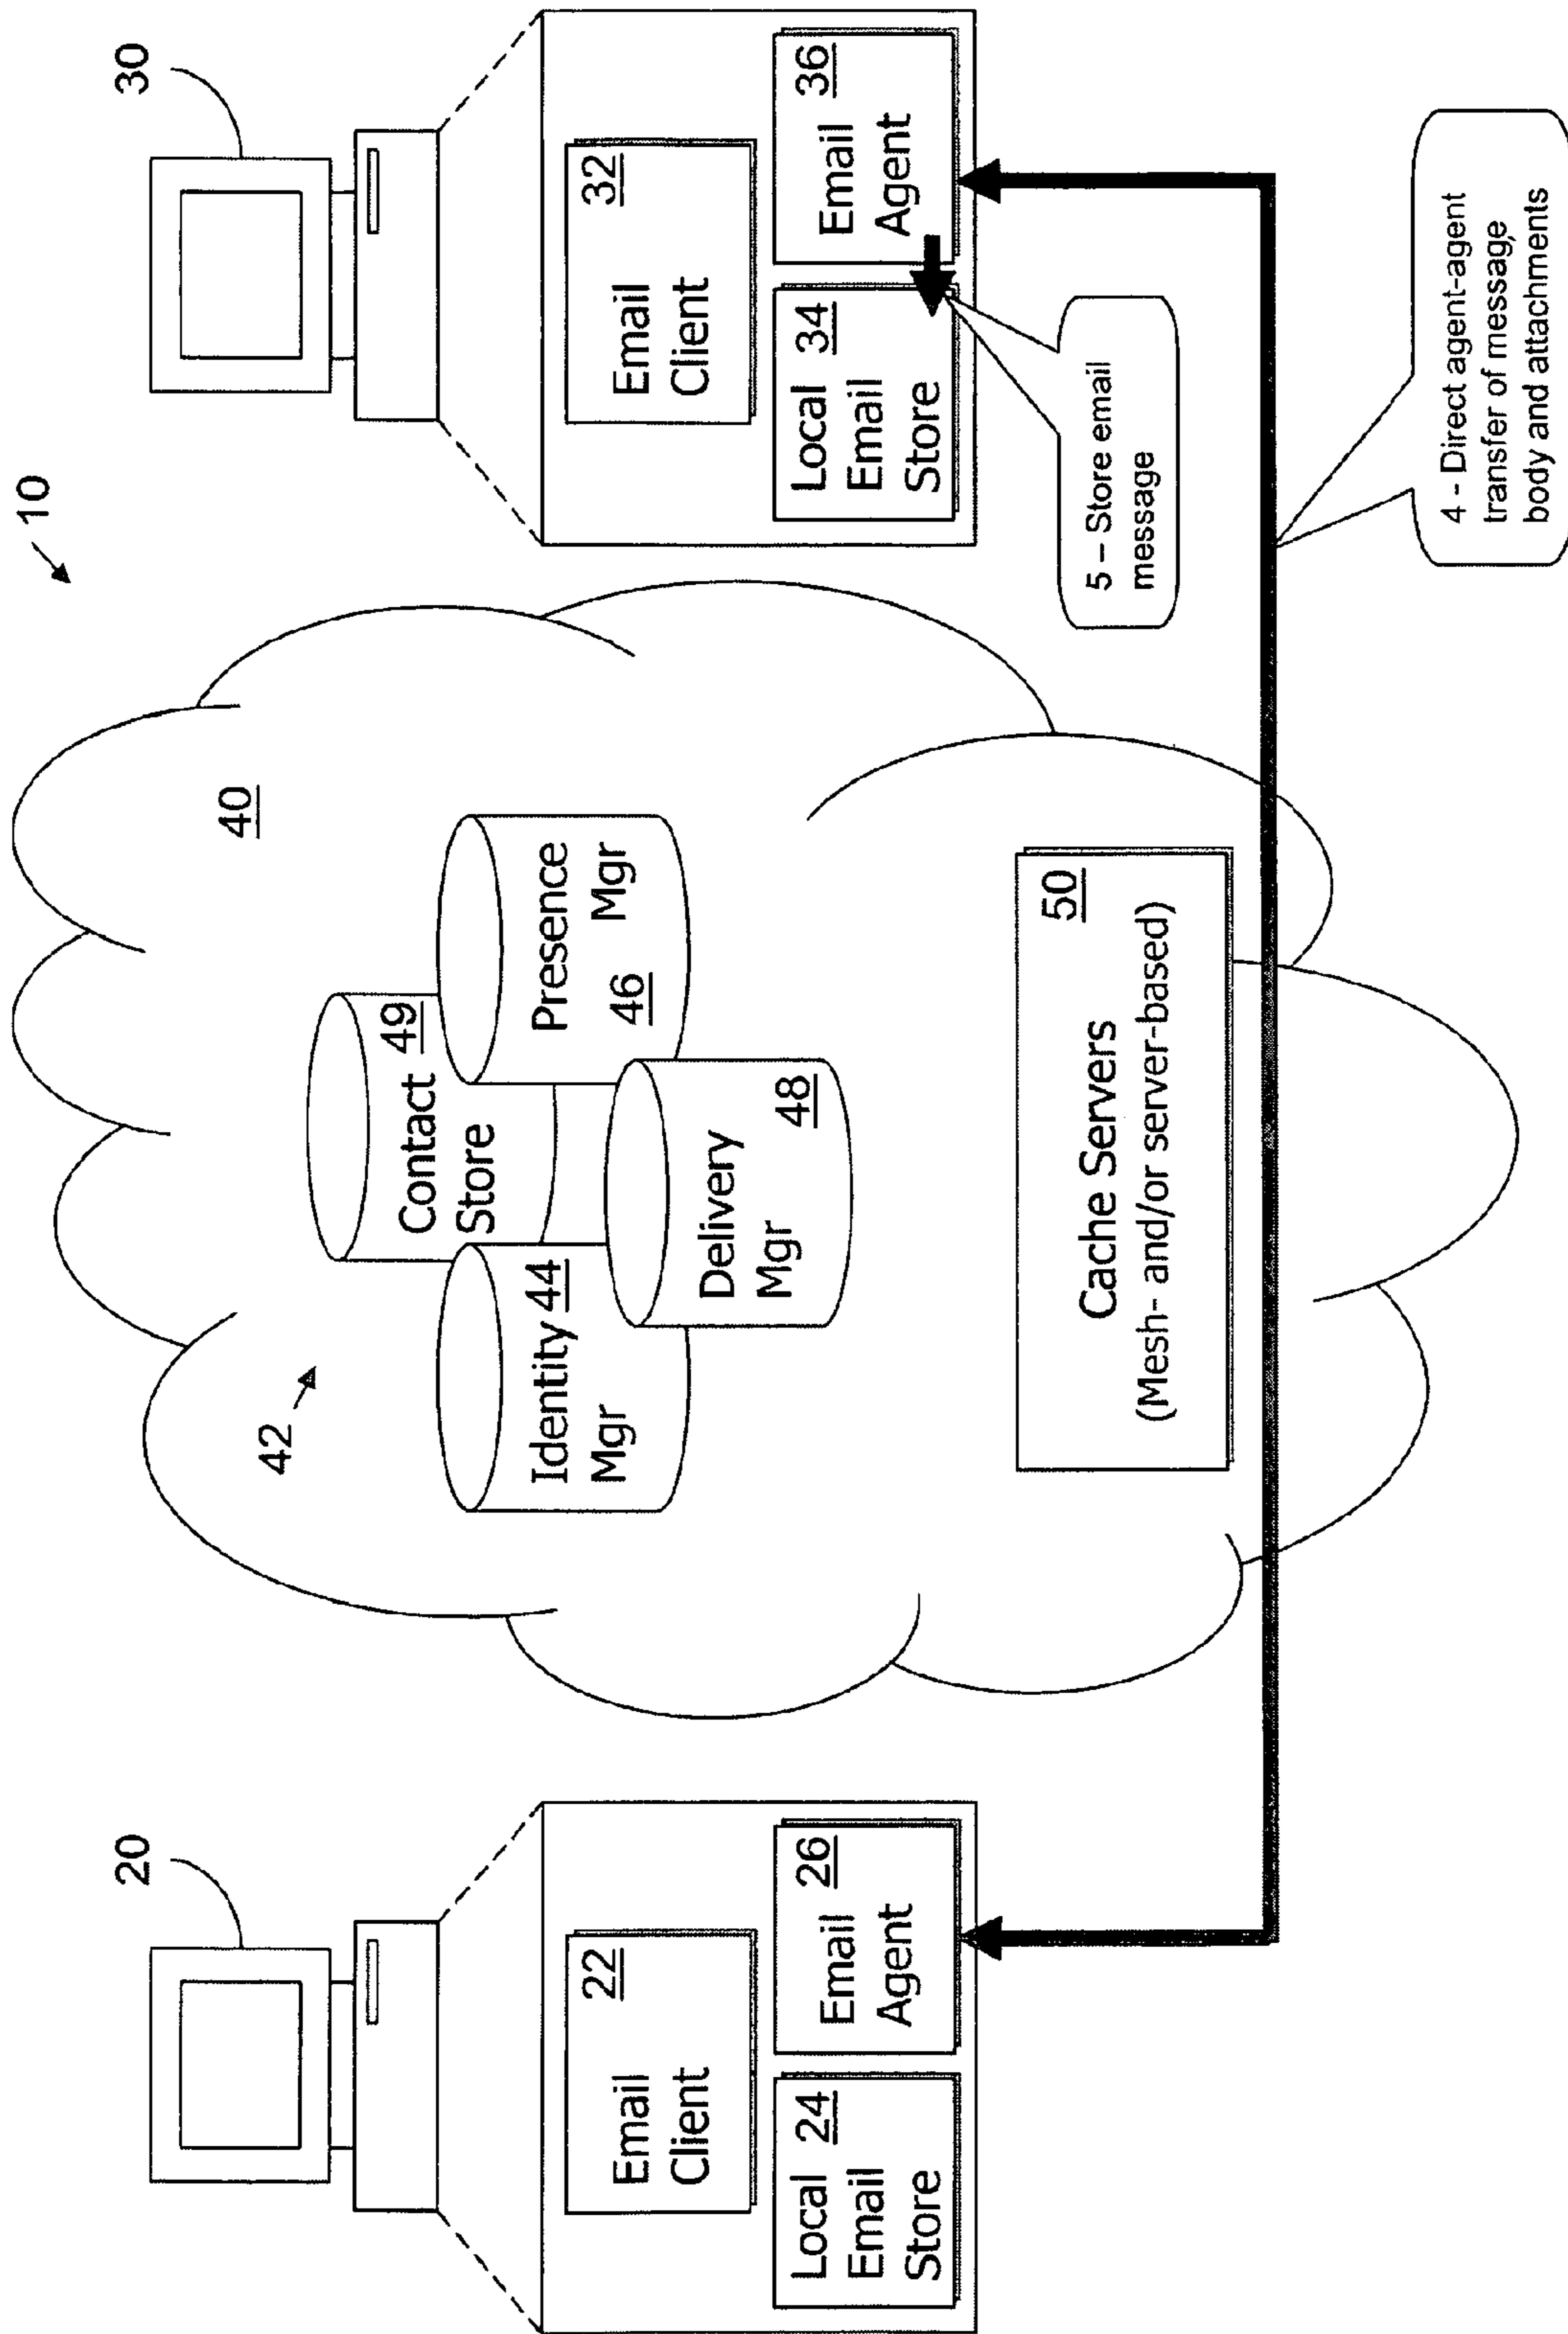 10
20
30
40
42
Email
Client
22
Local 24
Email
Store
Email 26
Agent
Contact 49
Store
Identity 44
Mgr
Presence
46 Mgr
Delivery
Mgr 48
50
Cache Servers
(Mesh- and/or server-based)
Email
Client
32
Local 34
Email
Store
Email 36
Agent
5 – Store email
message
4 - Direct agent-agent
transfer of message,
body and attachments